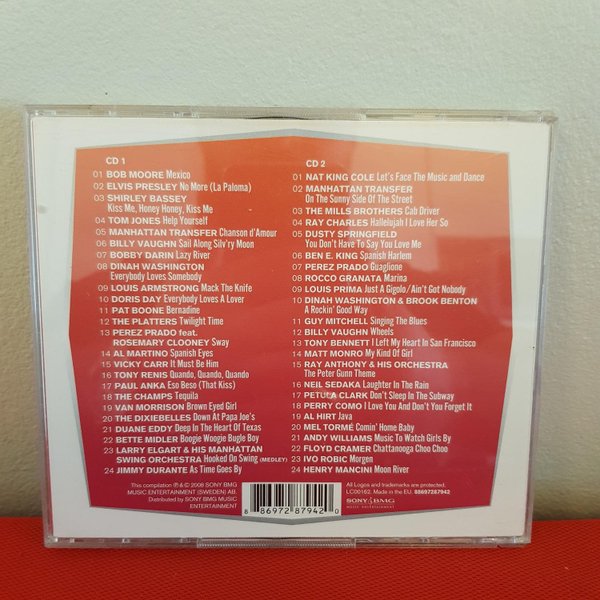 CD 1
01 BOB MOORE Mexico
02 ELVIS PRESLEY No More (La Paloma)
03 SHIRLEY BASSEY
Kiss Me, Honey Honey, Kiss Me
04 TOM JONES Help Yourself
05 MANHATTAN TRANSFER Chanson d'Amour
06 BILLY VAUGHN Sail Along Silv'ry Moon
07 BOBBY DARIN Lazy River
08 DINAH WASHINGTON
Everybody Loves Somebody
09 LOUIS ARMSTRONG Mack The Knife
10 DORIS DAY Everybody Loves A Lover
11 PAT BOONE Bernadine
12 THE PLATTERS Twilight Time
13 PEREZ PRADO feat.
ROSEMARY CLOONEY Sway
14 AL MARTINO Spanish Eyes
15 VICKY CARR It Must Be Him
16 TONY RENIS Quando, Quando, Quando
17 PAUL ANKA Eso Beso (That Kiss)
18 THE CHAMPS Tequila
19 VAN MORRISON Brown Eyed Girl
20 THE DIXIEBELLES Down At Papa Joe's
21 DUANE EDDY Deep In The Heart Of Texas
22 BETTE MIDLER Boogie Woogie Bugle Boy
23 LARRY ELGART & HIS MANHATTAN
SWING ORCHESTRA Hooked On Swing (MEDLEY)
24 JIMMY DURANTE As Time Goes By
CD 2
01 NAT KING COLE Let's Face The Music and Dance
02 MANHATTAN TRANSFER
On The Sunny Side Of The Street
03 THE MILLS BROTHERS Cab Driver
04 RAY CHARLES Hallelujah I Love Her So
05 DUSTY SPRINGFIELD
You Don't Have To Say You Love Me
06 BEN E. KING Spanish Harlem
07 PEREZ PRADO Guaglione
08 ROCCO GRANATA Marina
09 LOUIS PRIMA Just A Gigolo/Ain't Got Nobody
10 DINAH WASHINGTON & BROOK BENTON
A Rockin' Good Way
11 GUY MITCHELL Singing The Blues
12 BILLY VAUGHN Wheels
13 TONY BENNETT I Left My Heart In San Francisco
14 MATT MONRO My Kind Of Girl
15 RAY ANTHONY & HIS ORCHESTRA
The Peter Gunn Theme
16 NEIL SEDAKA Laughter In The Rain
17 PETULA CLARK Don't Sleep In The Subway
18 PERRY COMO I Love You And Don't You Forget It
19 AL HIRT Java
20 MEL TORMÉ Comin' Home Baby
21 ANDY WILLIAMS Music To Watch Girls By
22 FLOYD CRAMER Chattanooga Choo Choo
23 IVO ROBIC Morgen
24 HENRY MANCINI Moon River
This compilation ℗ & © 2008 SONY BMG
MUSIC ENTERTAINMENT (SWEDEN) AB.
Distributed by SONY BMG MUSIC
ENTERTAINMENT
8 86972 87942 0
All Logos and trademarks are protected.
LC00162. Made in the EU. 88697287942
SONY BMG
MUSIC ENTERTAINMENT